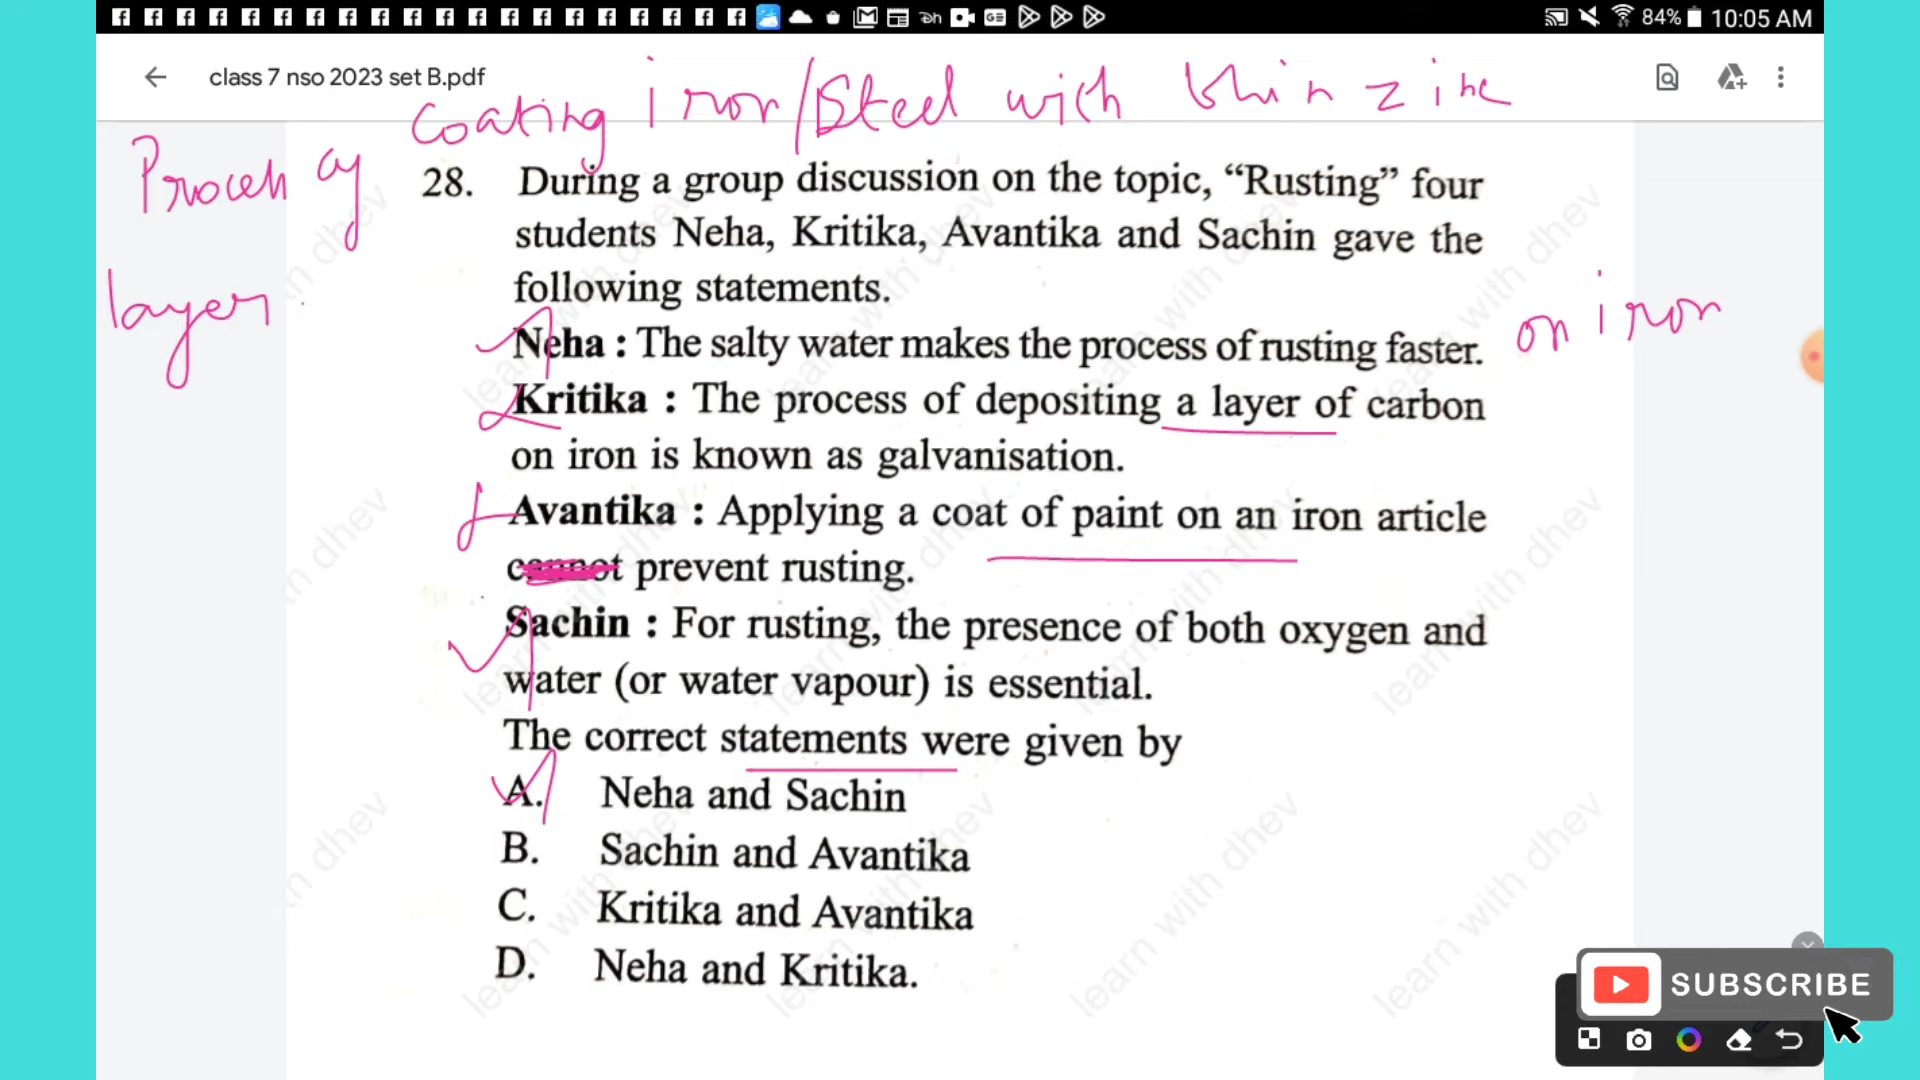 84% 10:05 AM
class 7 nso 2023 set B.pdf
coating iron/Steel with thin zinc
Process of
layer
28. During a group discussion on the topic, “Rusting” four
students Neha, Kritika, Avantika and Sachin gave the
following statements.
Neha : The salty water makes the process of rusting faster.
on iron
Kritika : The process of depositing a layer of carbon
on iron is known as galvanisation.
Avantika : Applying a coat of paint on an iron article
cannot prevent rusting.
Sachin : For rusting, the presence of both oxygen and
water (or water vapour) is essential.
The correct statements were given by
A. Neha and Sachin
B. Sachin and Avantika
C. Kritika and Avantika
D. Neha and Kritika.
learn with dhev
SUBSCRIBE